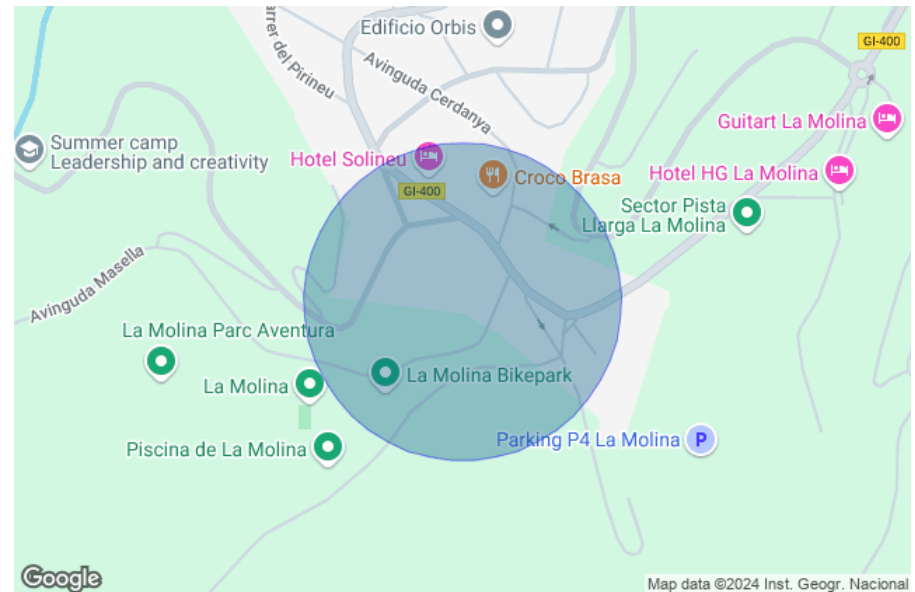 Edificio Orbis
arrer del Pirineu
Avinguda Cerdanya
GI-400
Guitart La Molina
Summer camp
Leadership and creativity
Hotel Solineu
GI-400
Croco Brasa
Hotel HG La Molina
Sector Pista
Llarga La Molina
Avinguda Masella
La Molina Parc Aventura
La Molina
La Molina Bikepark
Piscina de La Molina
Parking P4 La Molina
P
Google
Map data ©2024 Inst. Geogr. Nacional